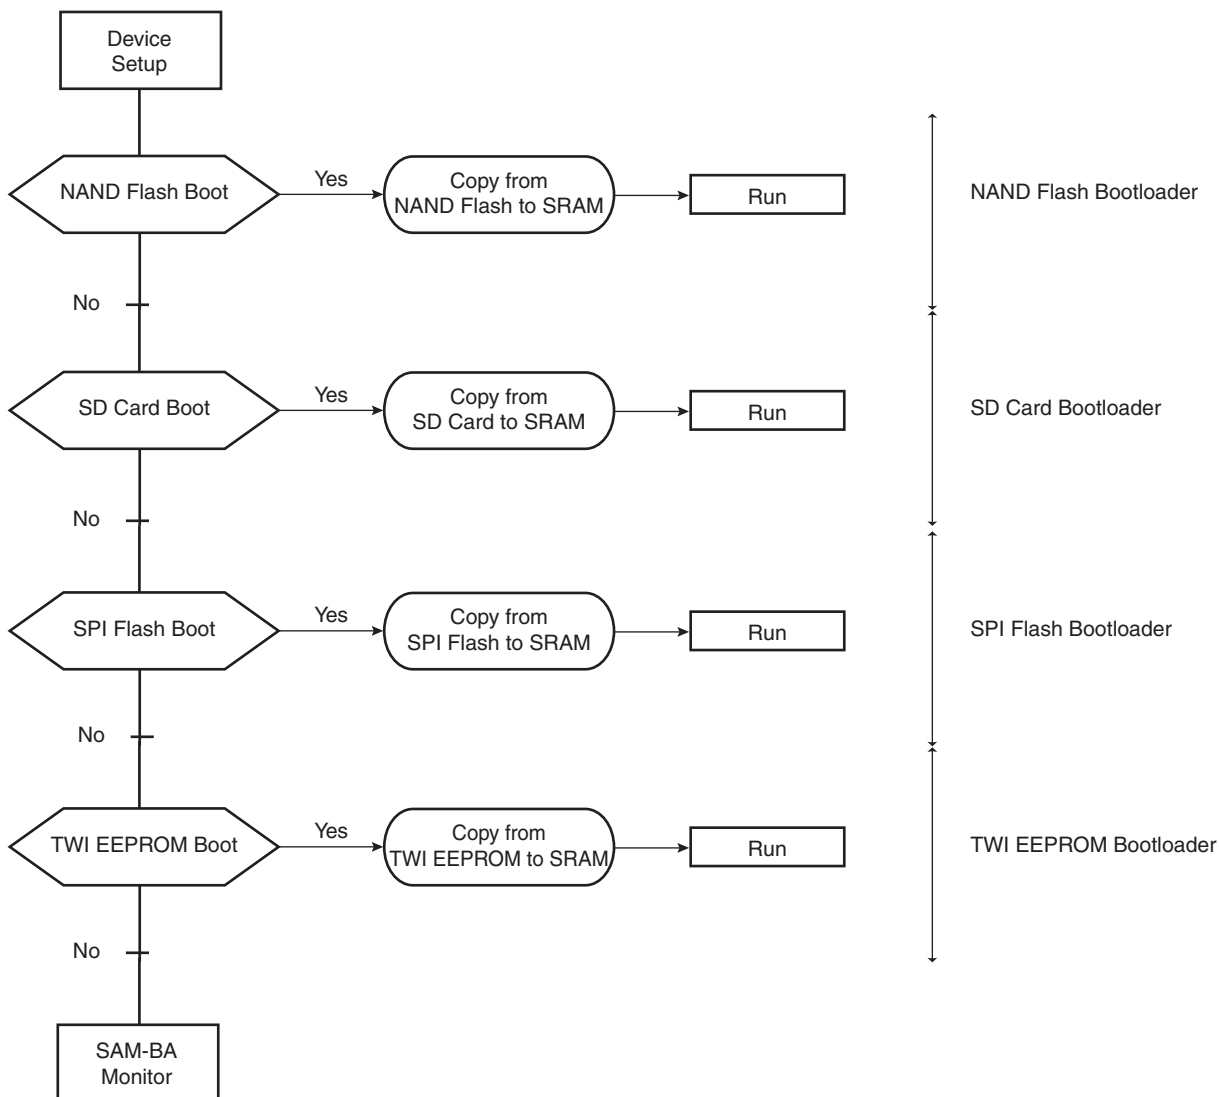 Device
Setup
NAND Flash Boot
Yes
Copy from
NAND Flash to SRAM
Run
NAND Flash Bootloader
No
SD Card Boot
Yes
Copy from
SD Card to SRAM
Run
SD Card Bootloader
No
SPI Flash Boot
Yes
Copy from
SPI Flash to SRAM
Run
SPI Flash Bootloader
No
TWI EEPROM Boot
Yes
Copy from
TWI EEPROM to SRAM
Run
TWI EEPROM Bootloader
No
SAM-BA
Monitor